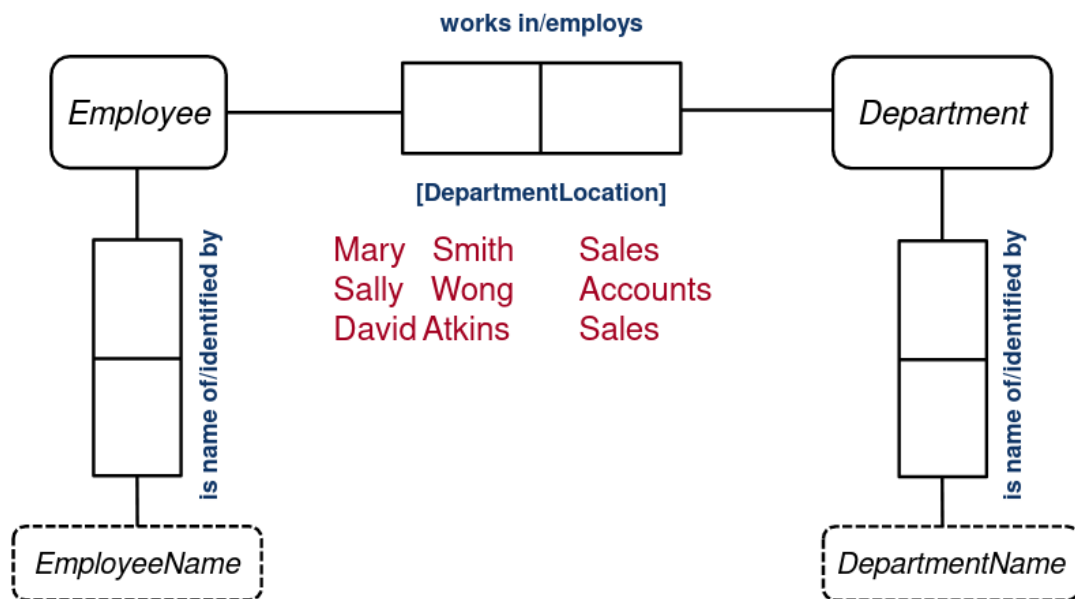 works in/employs
Employee
Department
[DepartmentLocation]
Mary Smith Sales
Sally Wong Accounts
David Atkins Sales
is name of/identified by
is name of/identified by
EmployeeName
DepartmentName